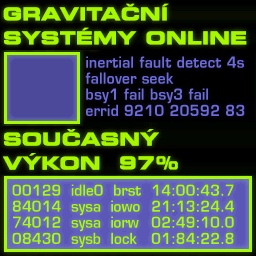 GRAVITAČNÍ
SYSTÉMY ONLINE
inertial fault detect 4s
fallover seek
bsy1 fail bsy3 fail
errid 9210 20592 83
SOUČASNÝ
VÝKON 97%
00129 idle0 brst 14:00:43.7
84014 sysa iowo 21:13:24.4
74012 sysa iorw 02:49:10.0
08430 sysb lock 01:84:22.8